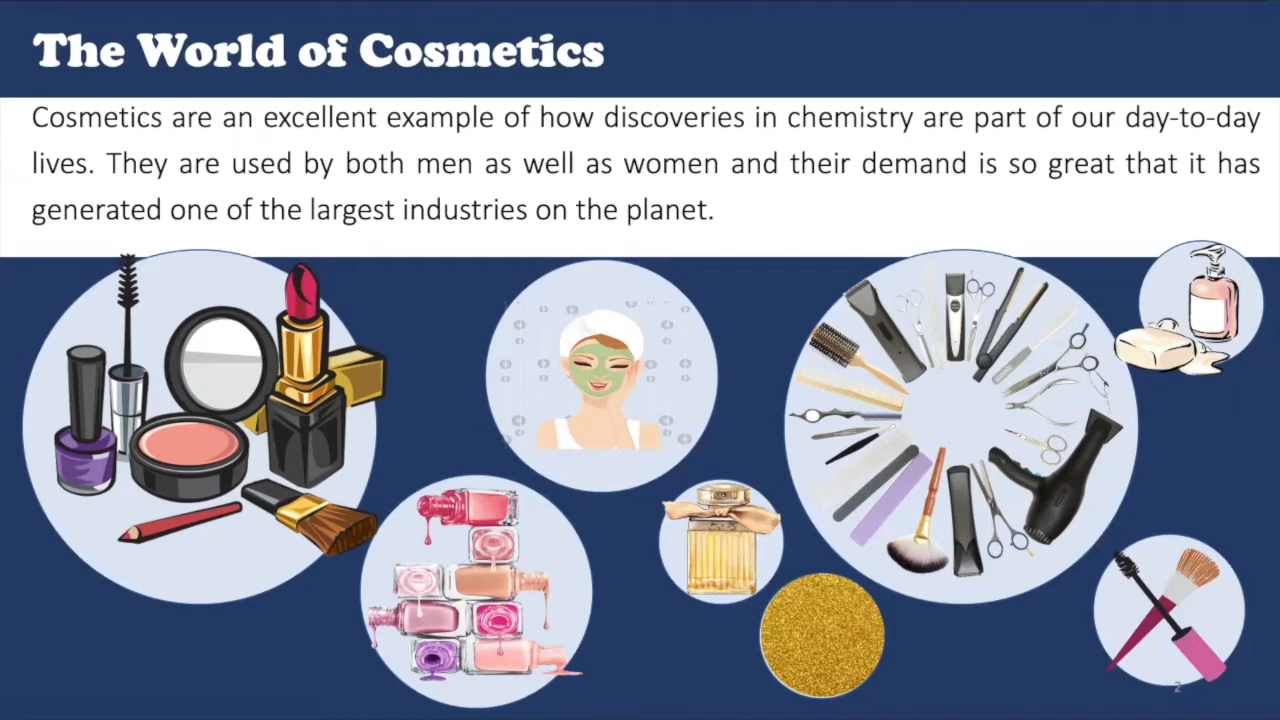 The World of Cosmetics
Cosmetics are an excellent example of how discoveries in chemistry are part of our day-to-day
lives. They are used by both men as well as women and their demand is so great that it has
generated one of the largest industries on the planet.
2